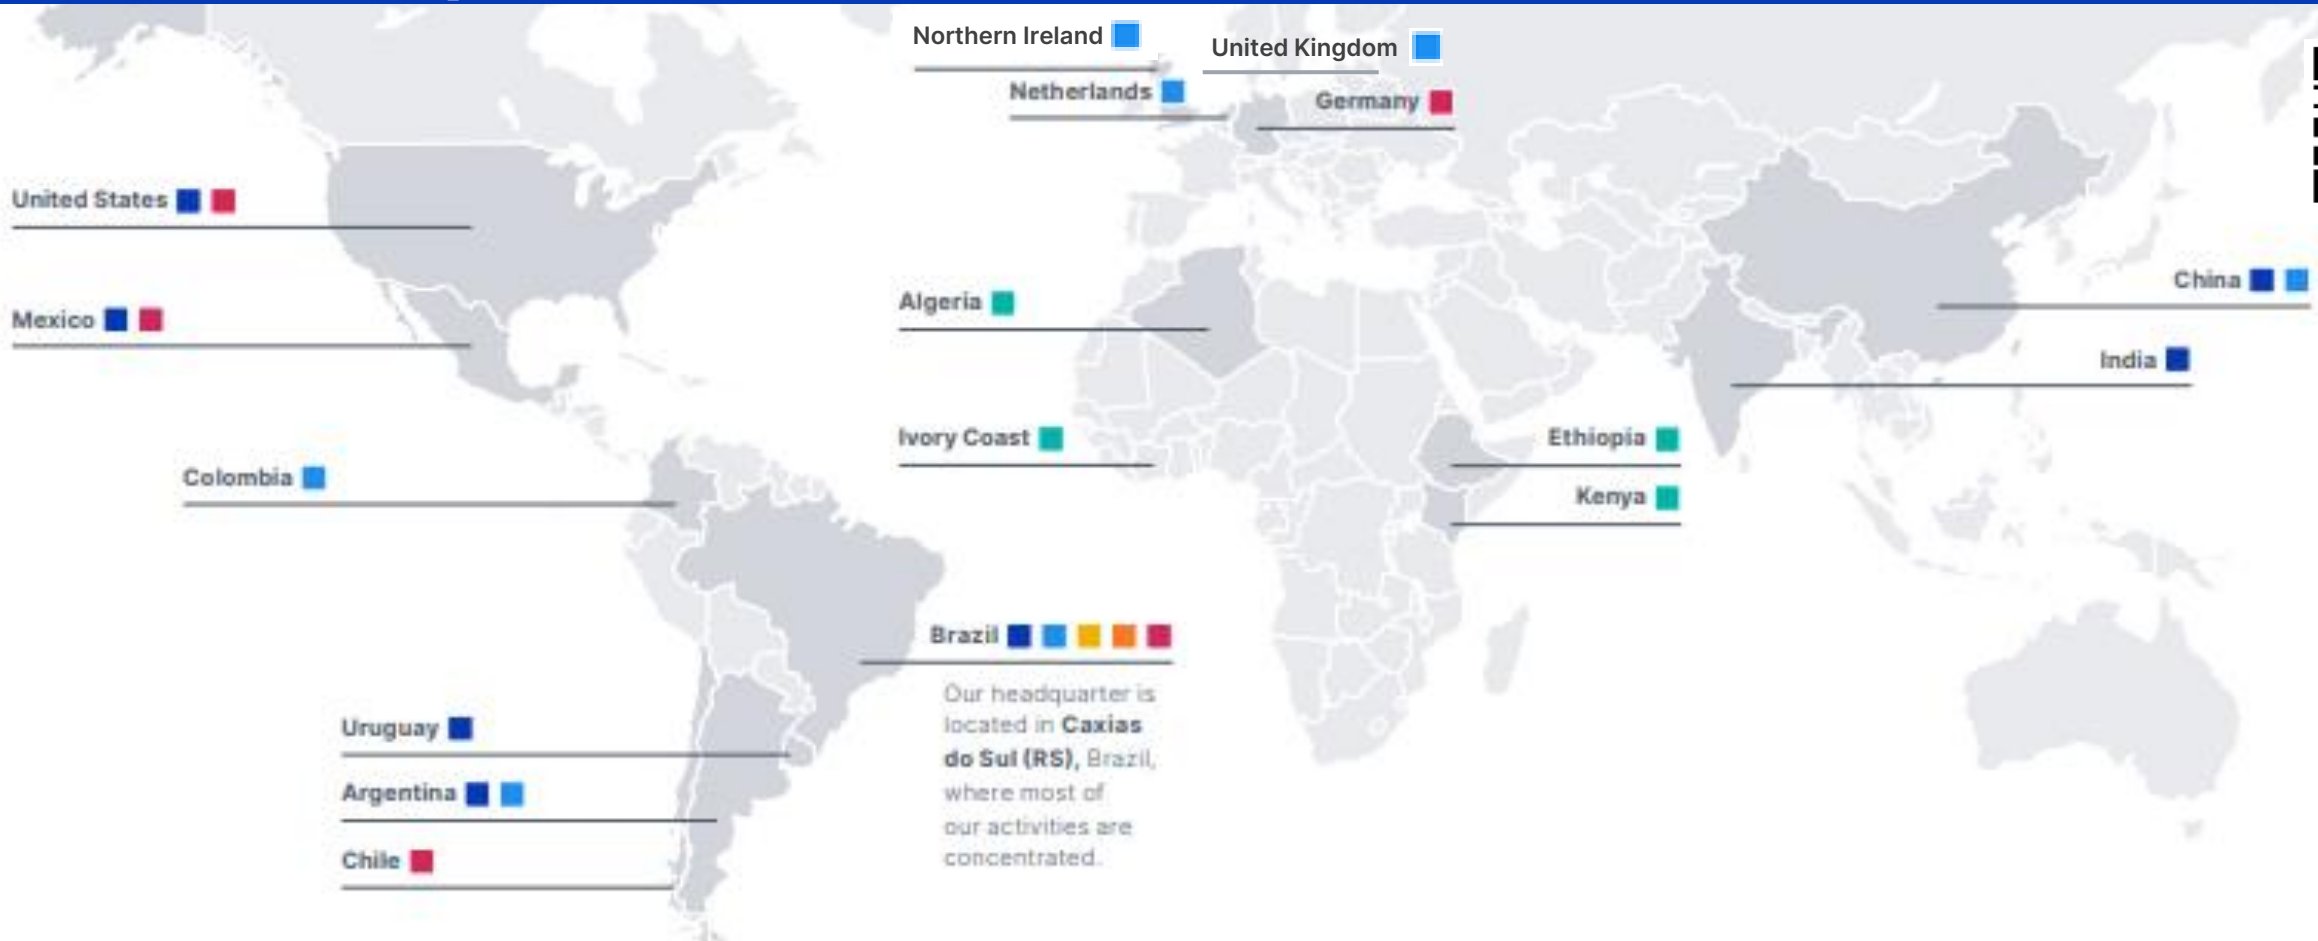 Northern Ireland
United Kingdom
Netherlands
Germany
United States
China
Mexico
Algeria
India
Ivory Coast
Ethiopia
Colombia
Kenya
Brazil
Our headquarter is
located in Caxias
do Sul (RS), Brazil,
where most of
our activities are
concentrated.
Uruguay
Argentina
Chile